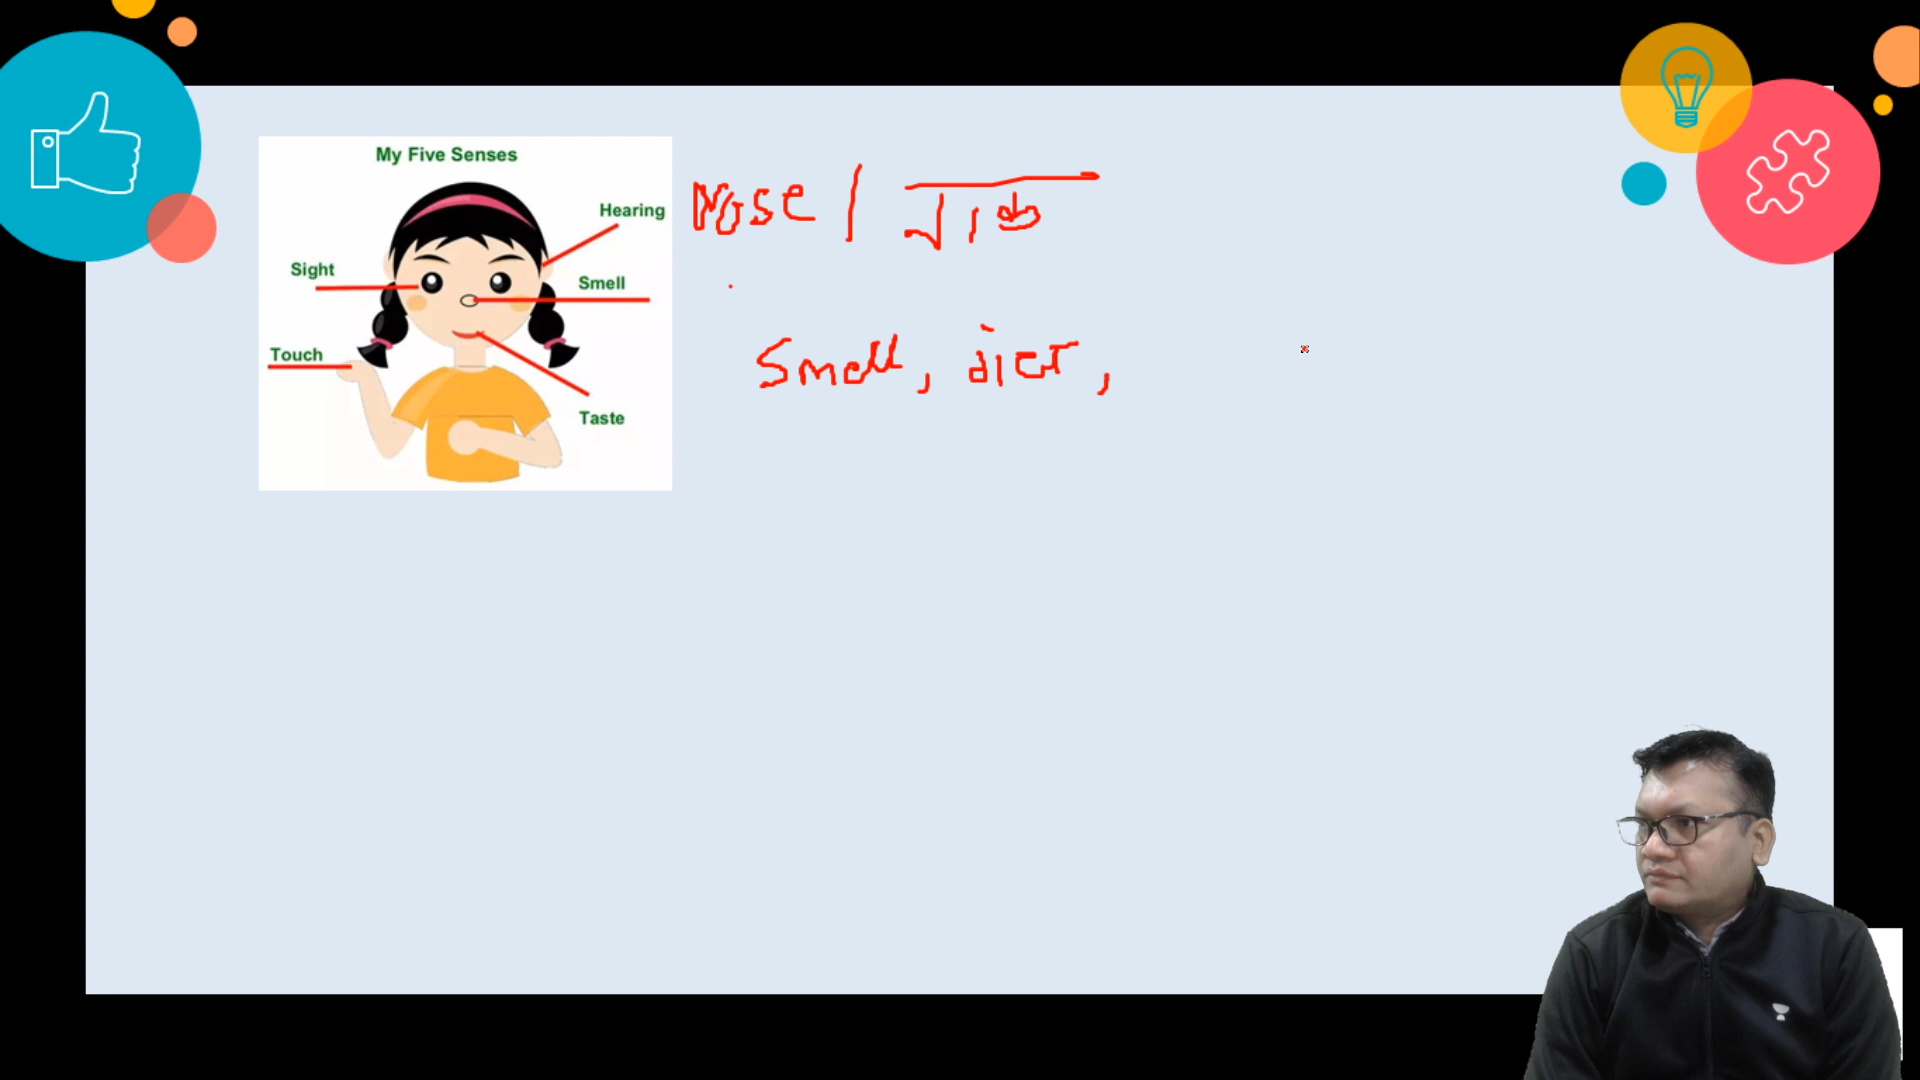 My Five Senses
Hearing
Sight
Smell
Touch
Taste
Nose / नाक
Smell,